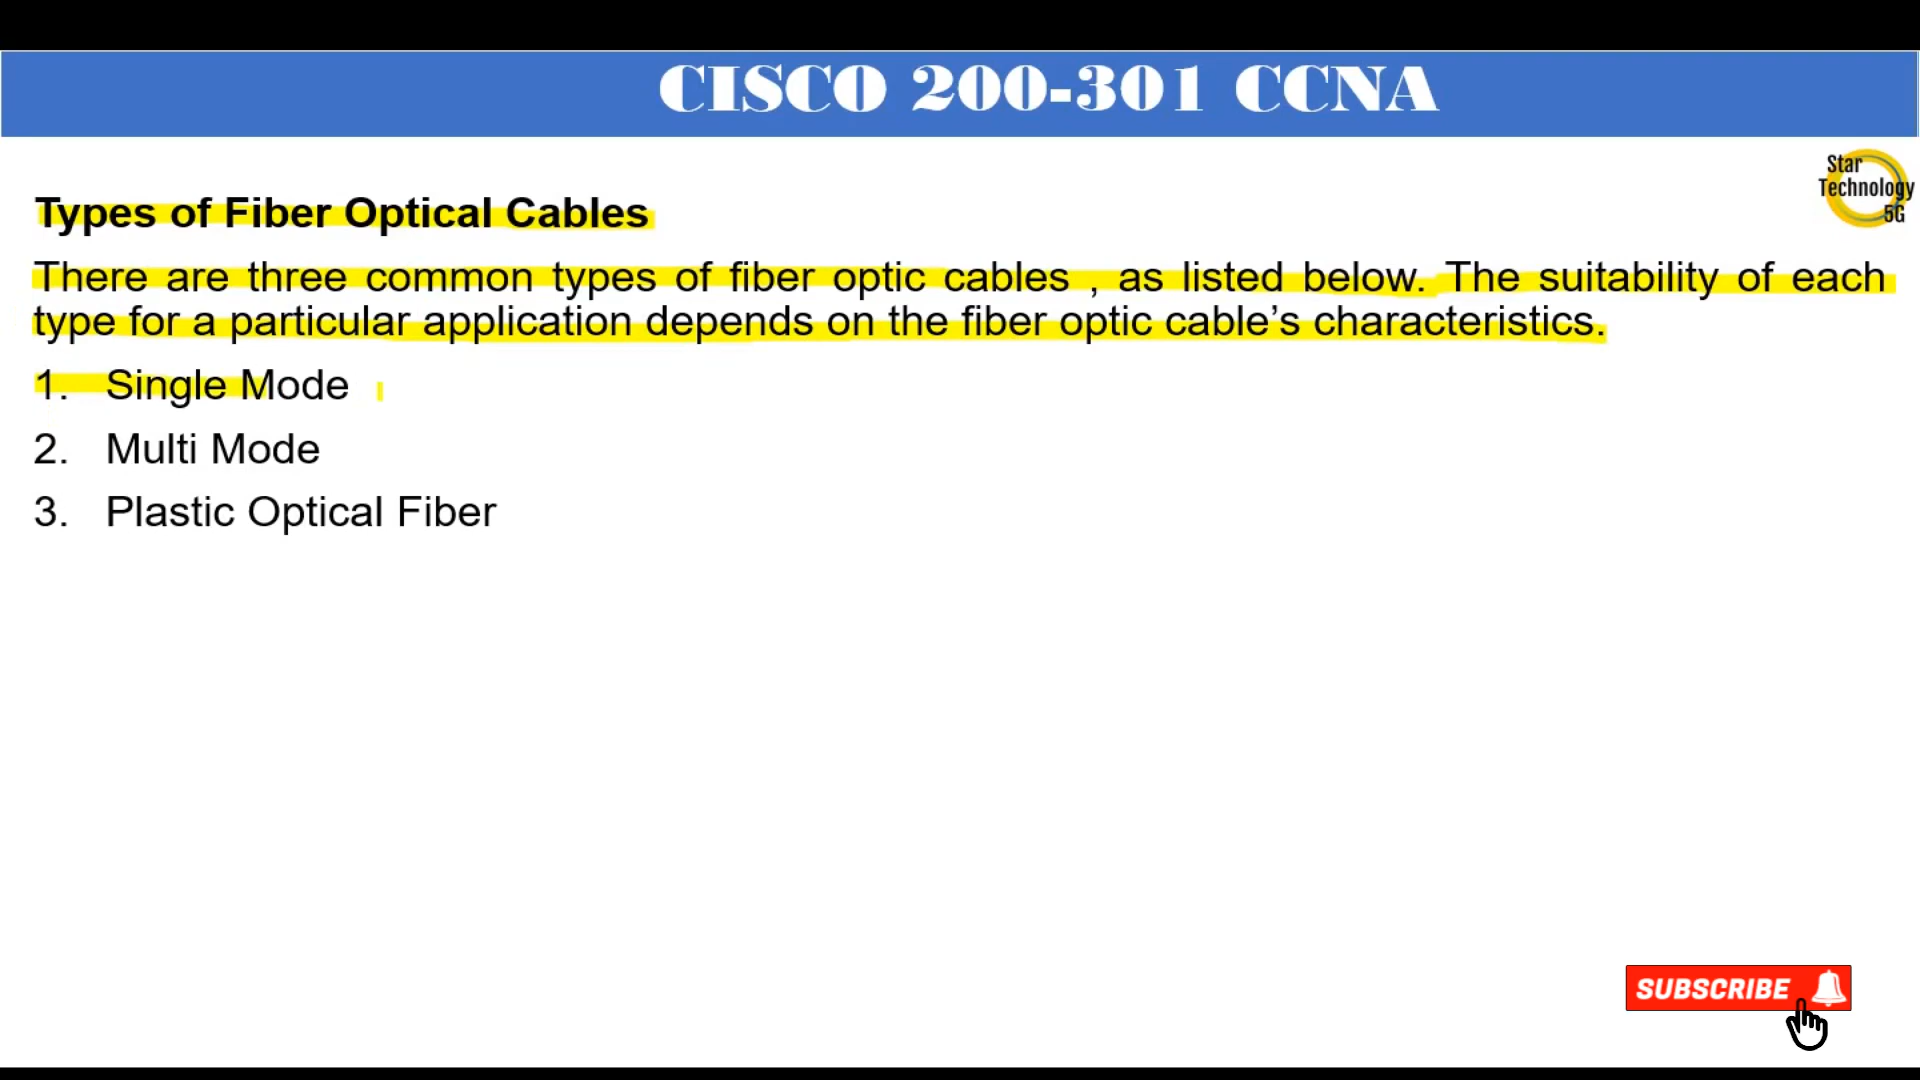 CISCO 200-301 CCNA
Star
Technology
5G
Types of Fiber Optical Cables
There are three common types of fiber optic cables , as listed below. The suitability of each
type for a particular application depends on the fiber optic cable’s characteristics.
1. Single Mode
2. Multi Mode
3. Plastic Optical Fiber
SUBSCRIBE